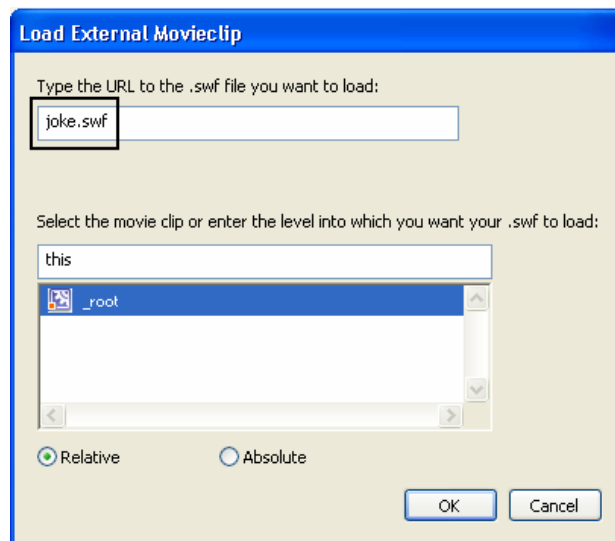 Load External Movieclip
Type the URL to the .swf file you want to load:
joke.swf
Select the movie clip or enter the level into which you want your .swf to load:
this
_root
Relative Absolute
OK Cancel